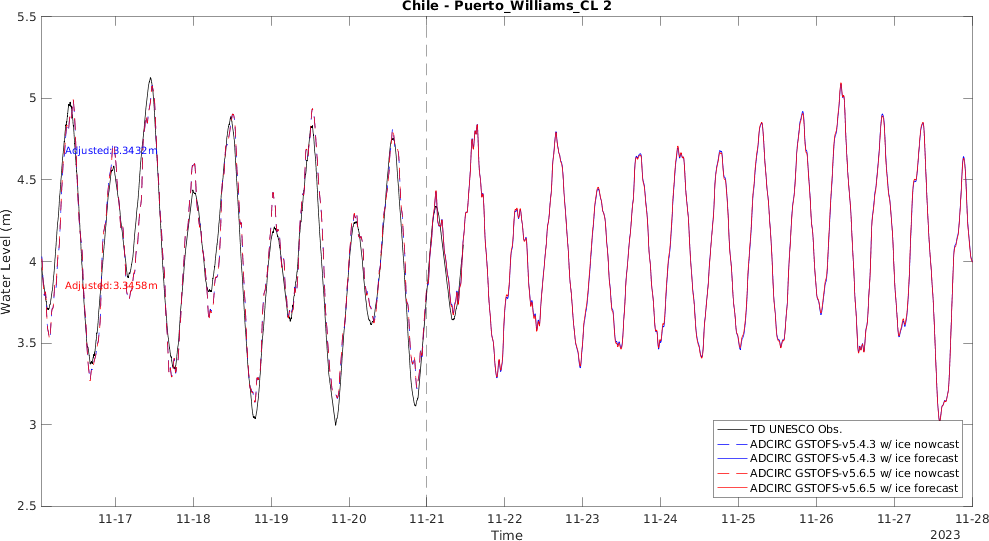 Chile - Puerto_Williams_CL 2
5.5
5
4.5
4
3.5
3
2.5
Water Level (m)
Adjusted:3.3432m
Adjusted:3.3458m
TD UNESCO Obs.
ADCIRC GSTOFS-v5.4.3 w/ ice nowcast
ADCIRC GSTOFS-v5.4.3 w/ ice forecast
ADCIRC GSTOFS-v5.6.5 w/ ice nowcast
ADCIRC GSTOFS-v5.6.5 w/ ice forecast
11-17 11-18 11-19 11-20 11-21 11-22 11-23 11-24 11-25 11-26 11-27 11-28
Time
2023